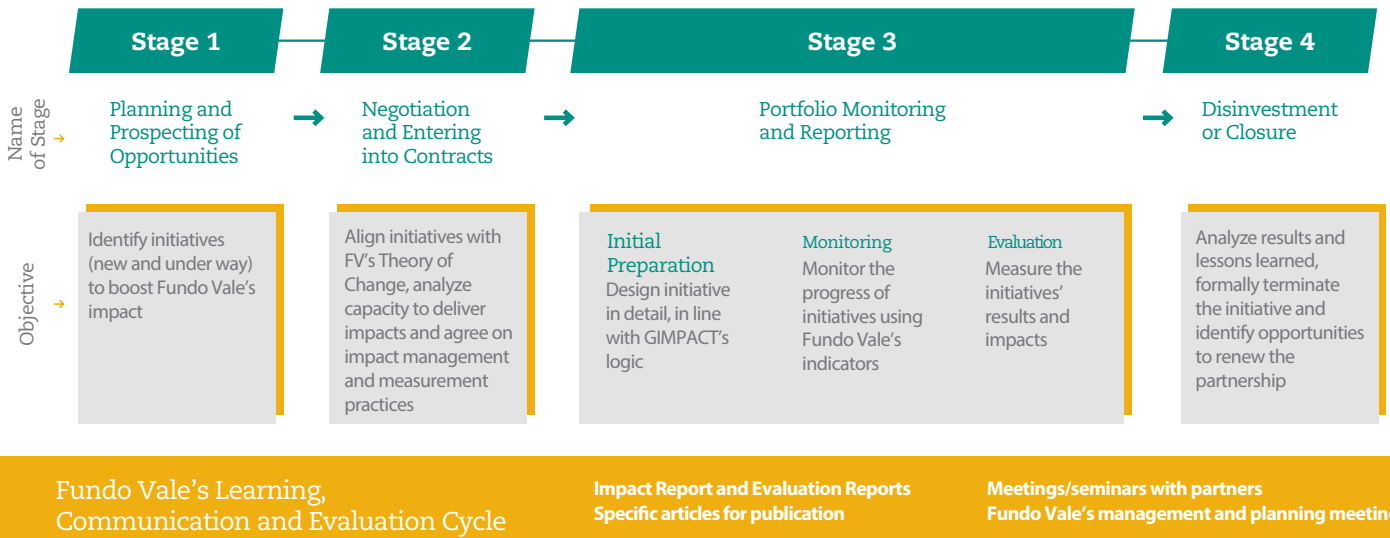 Stage 1
Stage 2
Stage 3
Stage 4
Name
of Stage
Planning and
Prospecting of
Opportunities
Negotiation
and Entering
into Contracts
Portfolio Monitoring
and Reporting
Disinvestment
or Closure
Objective
Identify initiatives
(new and under way)
to boost Fundo Vale's
impact
Align initiatives with
FV's Theory of
Change, analyze
capacity to deliver
impacts and agree on
impact management
and measurement
practices
Initial
Preparation
Design initiative
in detail, in line
with GIMPACT's
logic
Monitoring
Monitor the
progress of
initiatives using
Fundo Vale's
indicators
Evaluation
Measure the
initiatives'
results and
impacts
Analyze results and
lessons learned,
formally terminate
the initiative and
identify opportunities
to renew the
partnership
Fundo Vale's Learning,
Communication and Evaluation Cycle
Impact Report and Evaluation Reports
Specific articles for publication
Meetings/seminars with partners
Fundo Vale's management and planning meetin